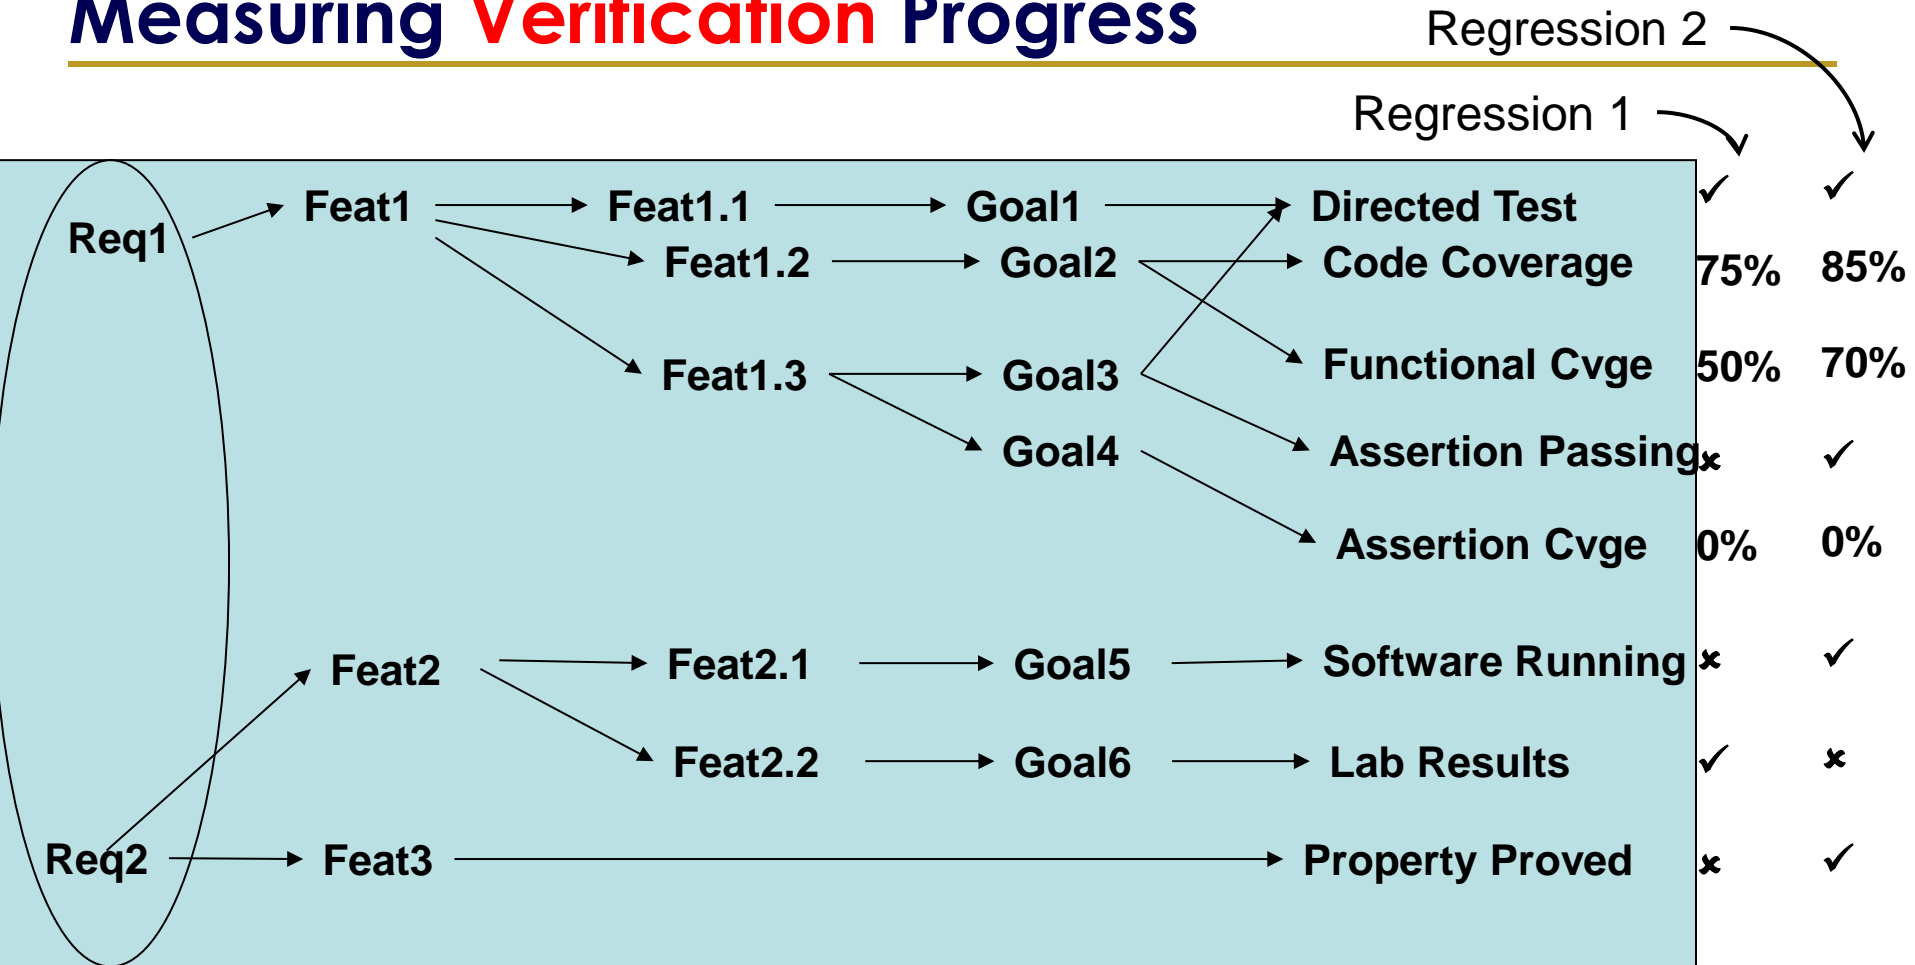 Measuring Verification Progress
Regression 2
Regression 1
Feat1 Feat1.1 Goal1 Directed Test ✓ ✓
Req1
Feat1.2 Goal2 Code Coverage 75% 85%
Functional Cvge 50% 70%
Feat1.3 Goal3
Goal4 Assertion Passing ✘ ✓
Assertion Cvge 0% 0%
Feat2 Feat2.1 Goal5 Software Running ✘ ✓
Feat2.2 Goal6 Lab Results ✓ ✘
Req2 Feat3 Property Proved ✘ ✓